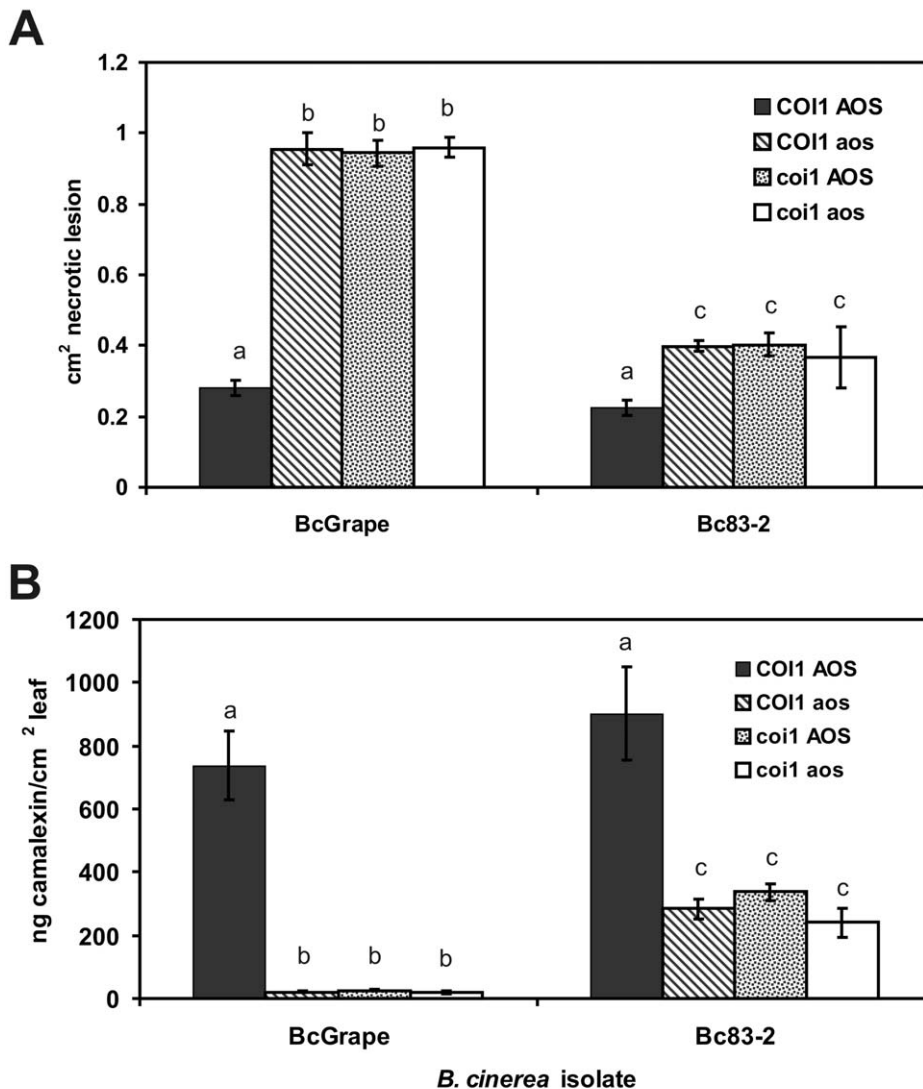 A
cm² necrotic lesion
1.2
1
0.8
0.6
0.4
0.2
0
a
b
b
b
a
c
c
c
COI1 AOS
COI1 aos
coi1 AOS
coi1 aos
BcGrape
Bc83-2
B
ng camalexin/cm ² leaf
1200
1000
800
600
400
200
0
a
b
b
b
a
c
c
c
COI1 AOS
COI1 aos
coi1 AOS
coi1 aos
BcGrape
Bc83-2
B. cinerea isolate